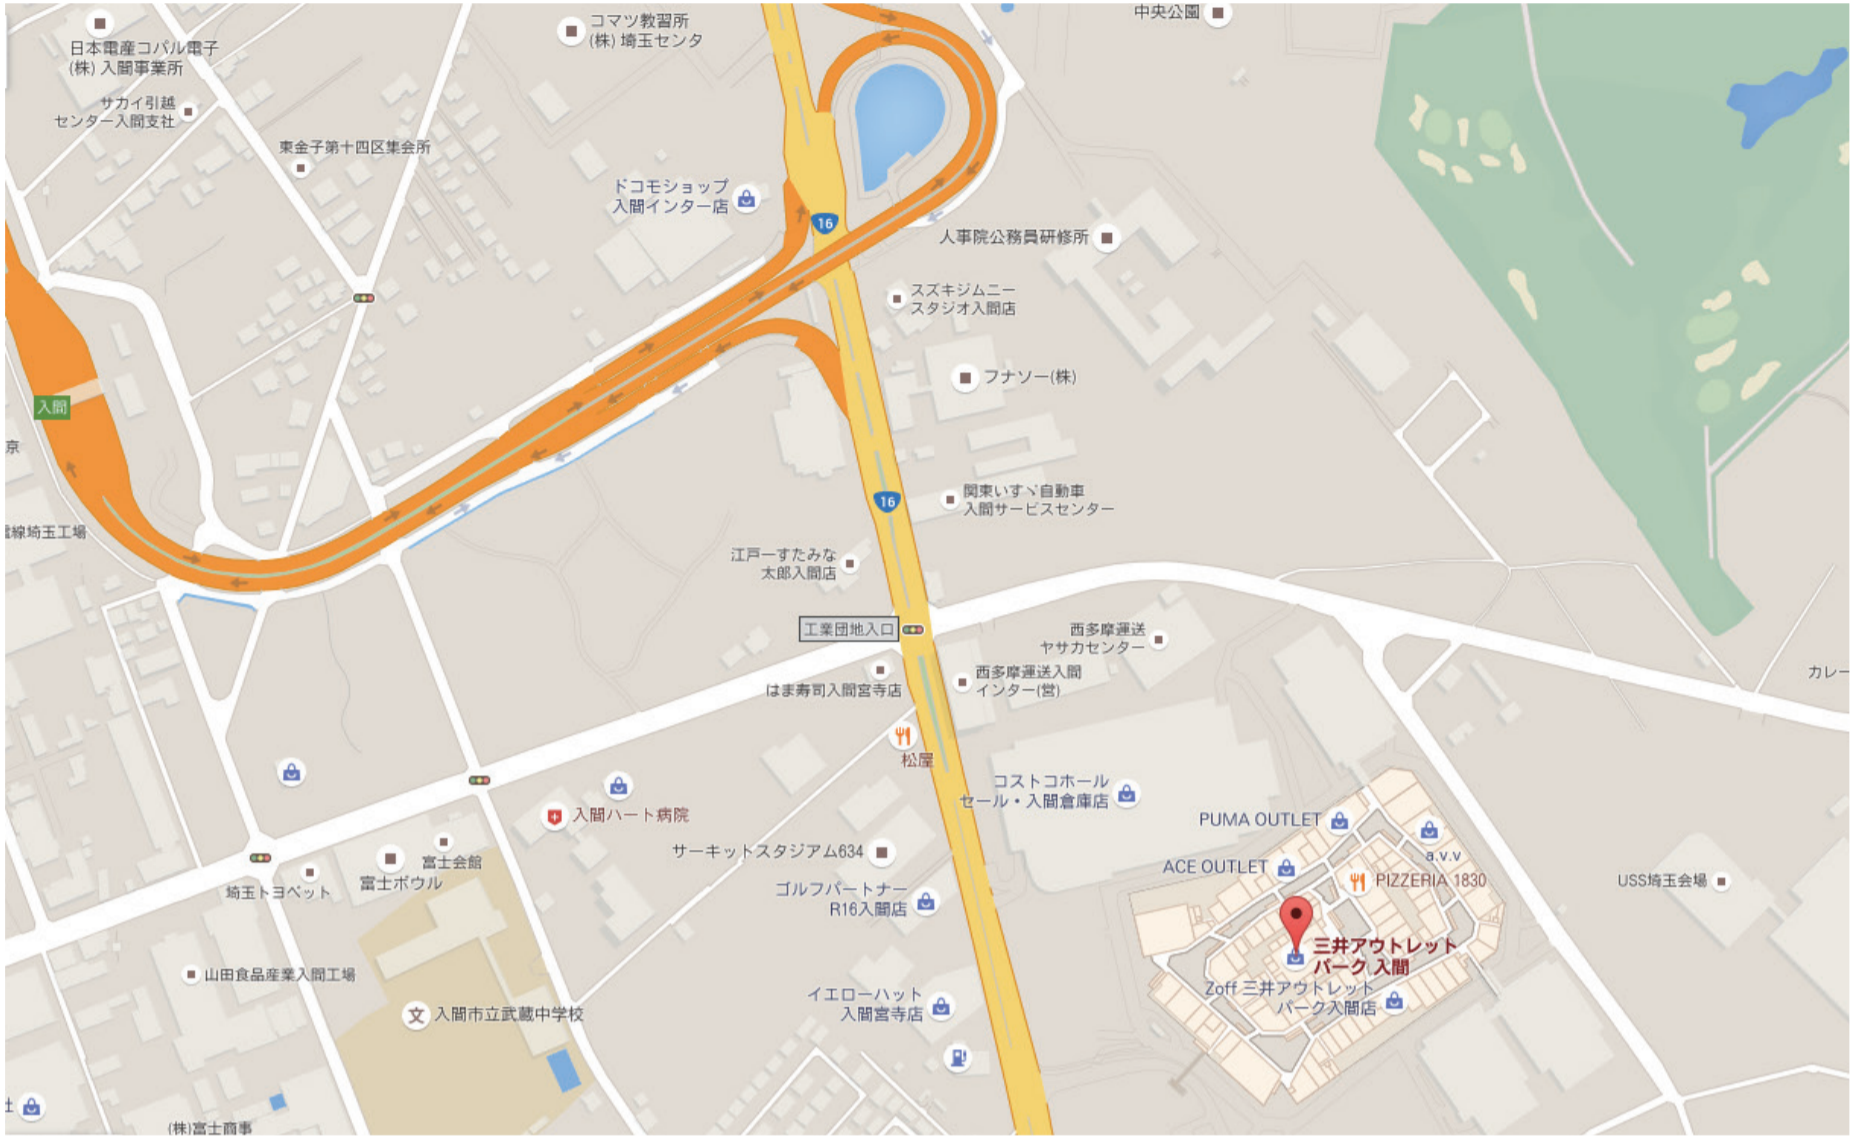 中央公園
コマツ教習所
(株) 埼玉センタ
日本電産コパル電子
(株) 入間事業所
サカイ引越
センター入間支社
東金子第十四区集会所
ドコモショップ
入間インター店
16
人事院公務員研修所
スズキジムニー
スタジオ入間店
フナソー(株)
入間
京
16
関東いすゞ自動車
入間サービスセンター
線埼玉工場
江戸一すたみな
太郎入間店
工業団地入口
西多摩運送
ヤサカセンター
西多摩運送入間
インター(営)
はま寿司入間宮寺店
カレー
松屋
コストコホール
セール・入間倉庫店
入間ハート病院
PUMA OUTLET
a.v.v
サーキットスタジアム634
富士会館
富士ボウル
埼玉トヨペット
ACE OUTLET
PIZZERIA 1830
USS埼玉会場
ゴルフパートナー
R16入間店
三井アウトレット
パーク 入間
山田食品産業入間工場
Zoff 三井アウトレット
パーク入間店
イエローハット
入間宮寺店
文
入間市立武蔵中学校
社
(株)富士商事